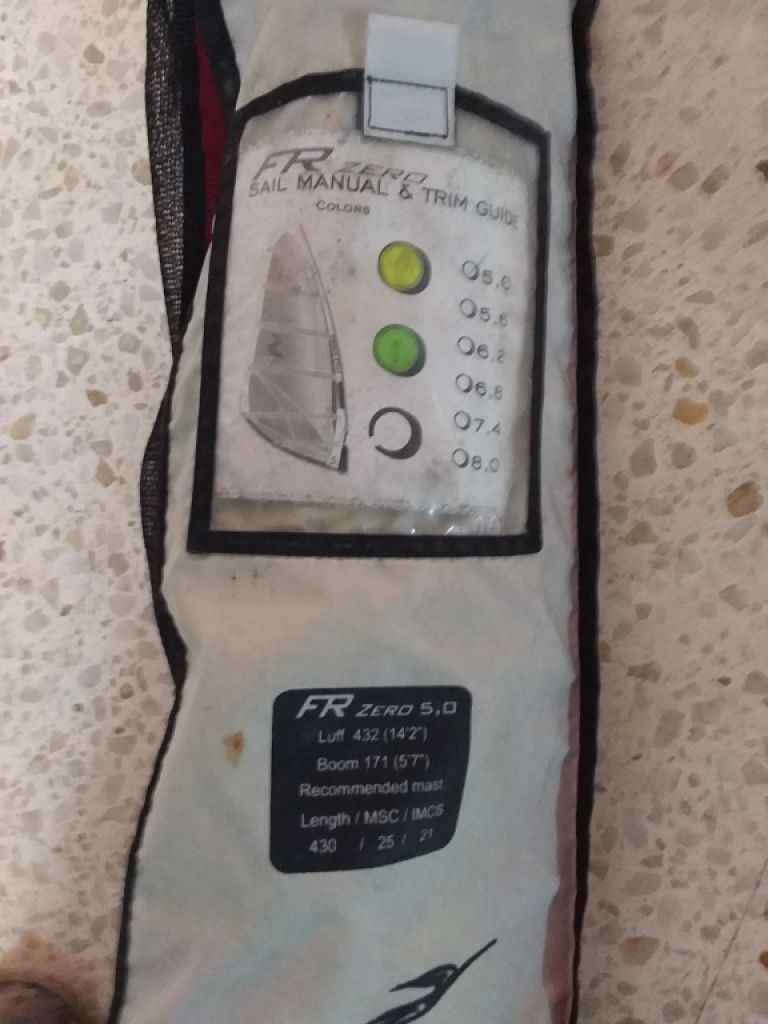 FR ZERO
SAIL MANUAL & TRIM GUIDE
COLORS
5,0
5,6
6,2
6,8
7,4
8,0
FR ZERO 5,0
Luff 432 (14'2")
Boom 171 (5'7")
Recommended mast
Length / MSC / IMCS
430 / 25 / 21